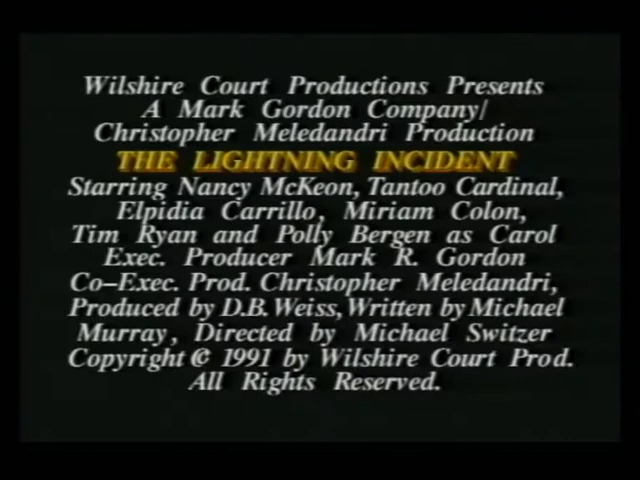 Wilshire Court Productions Presents
A Mark Gordon Company/
Christopher Meledandri Production
THE LIGHTNING INCIDENT
Starring Nancy McKeon, Tantoo Cardinal,
Elpidia Carrillo, Miriam Colon,
Tim Ryan and Polly Bergen as Carol
Exec. Producer Mark R. Gordon
Co-Exec. Prod. Christopher Meledandri,
Produced by D.B. Weiss, Written by Michael
Murray, Directed by Michael Switzer
Copyright © 1991 by Wilshire Court Prod.
All Rights Reserved.